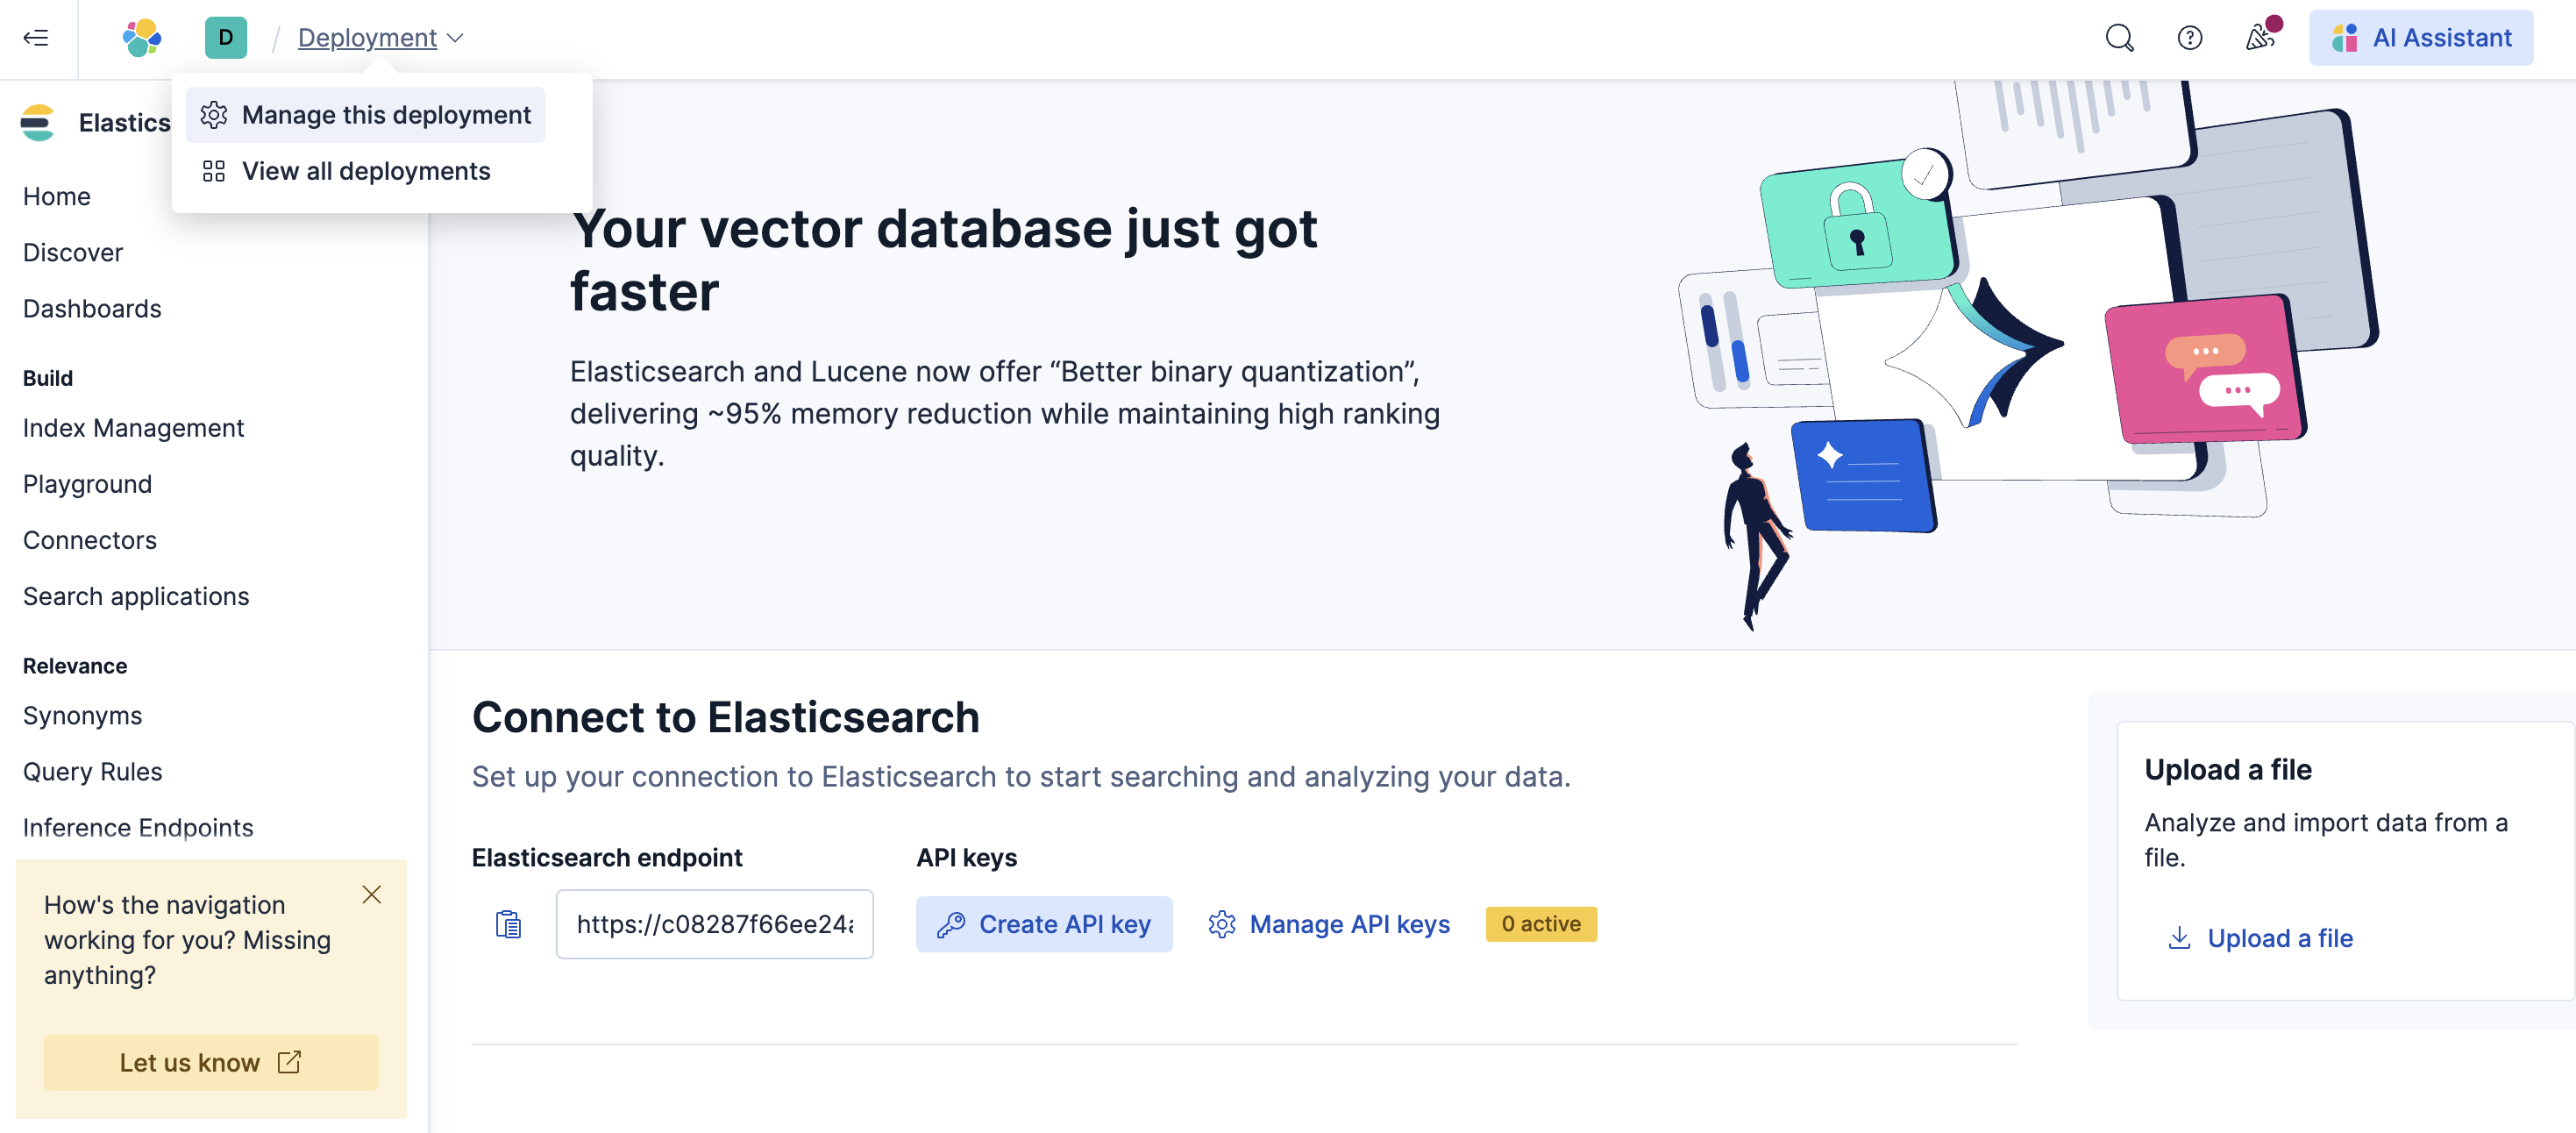 D / Deployment
AI Assistant
Manage this deployment
View all deployments
Elastics
Home
Discover
Dashboards
Build
Index Management
Playground
Connectors
Search applications
Relevance
Synonyms
Query Rules
Inference Endpoints
How's the navigation
working for you? Missing
anything?
Let us know
Your vector database just got
faster
Elasticsearch and Lucene now offer “Better binary quantization”,
delivering ~95% memory reduction while maintaining high ranking
quality.
Connect to Elasticsearch
Set up your connection to Elasticsearch to start searching and analyzing your data.
Elasticsearch endpoint
https://c08287f66ee24a
API keys
Create API key
Manage API keys
0 active
Upload a file
Analyze and import data from a
file.
Upload a file